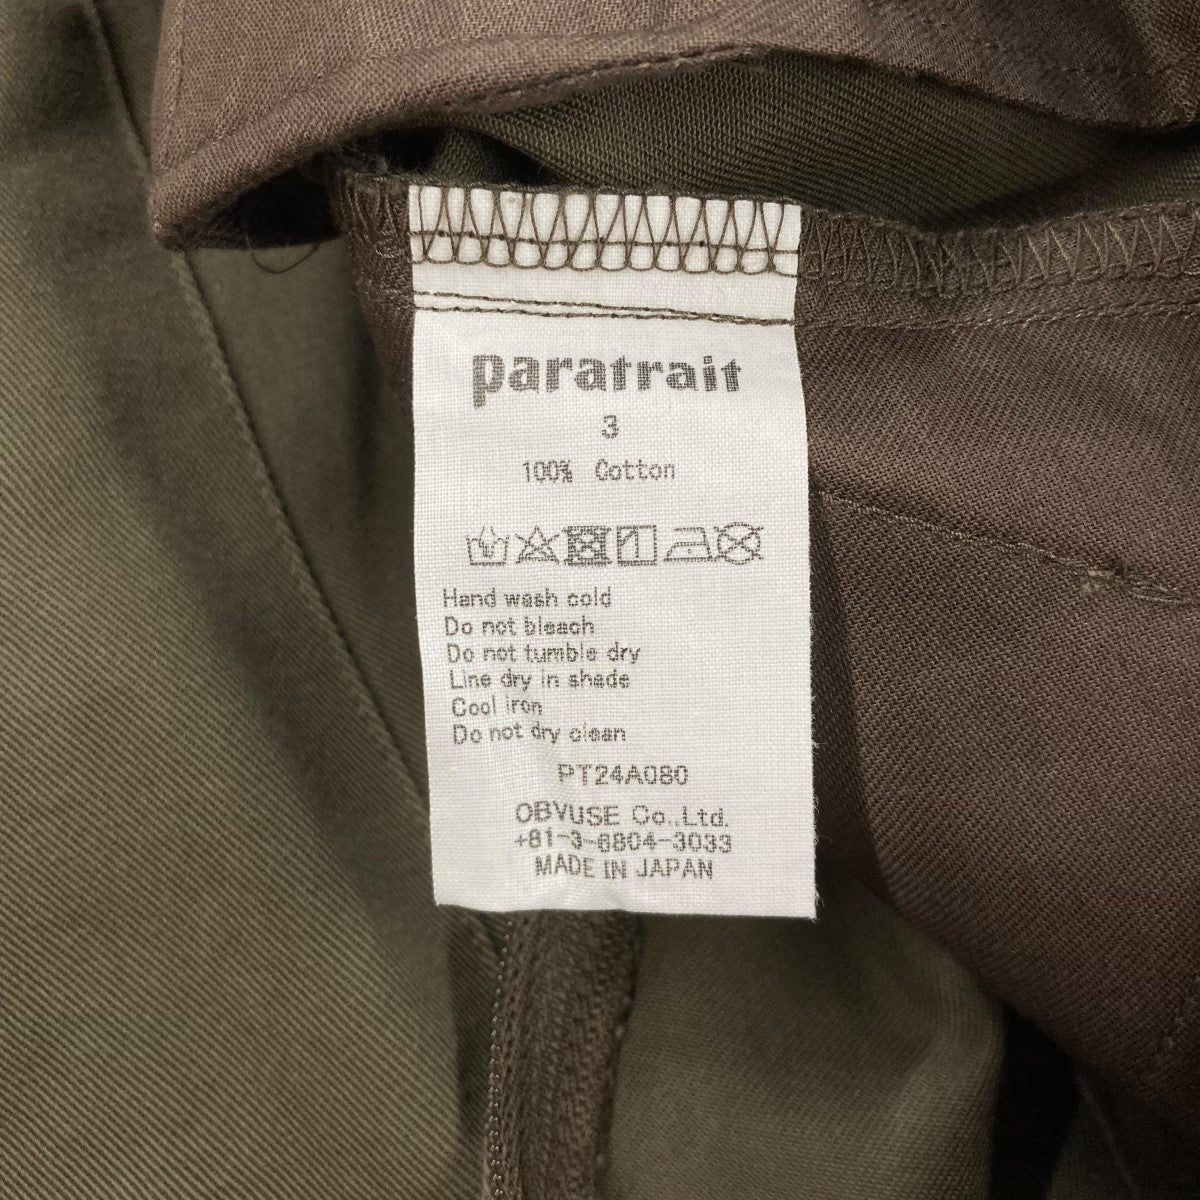 paratrait
3
100% Cotton
Hand wash cold
Do not bleach
Do not tumble dry
Line dry in shade
Cool iron
Do not dry clean
PT24A080
OBVUSE Co.,Ltd.
+81-3-6804-3033
MADE IN JAPAN